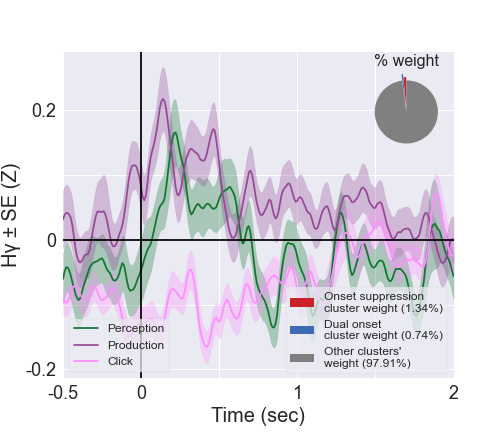 % weight
Hγ ± SE (Z)
0.2
0
-0.2
Perception
Production
Click
Onset suppression
cluster weight (1.34%)
Dual onset
cluster weight (0.74%)
Other clusters'
weight (97.91%)
-0.5
0
1
2
Time (sec)